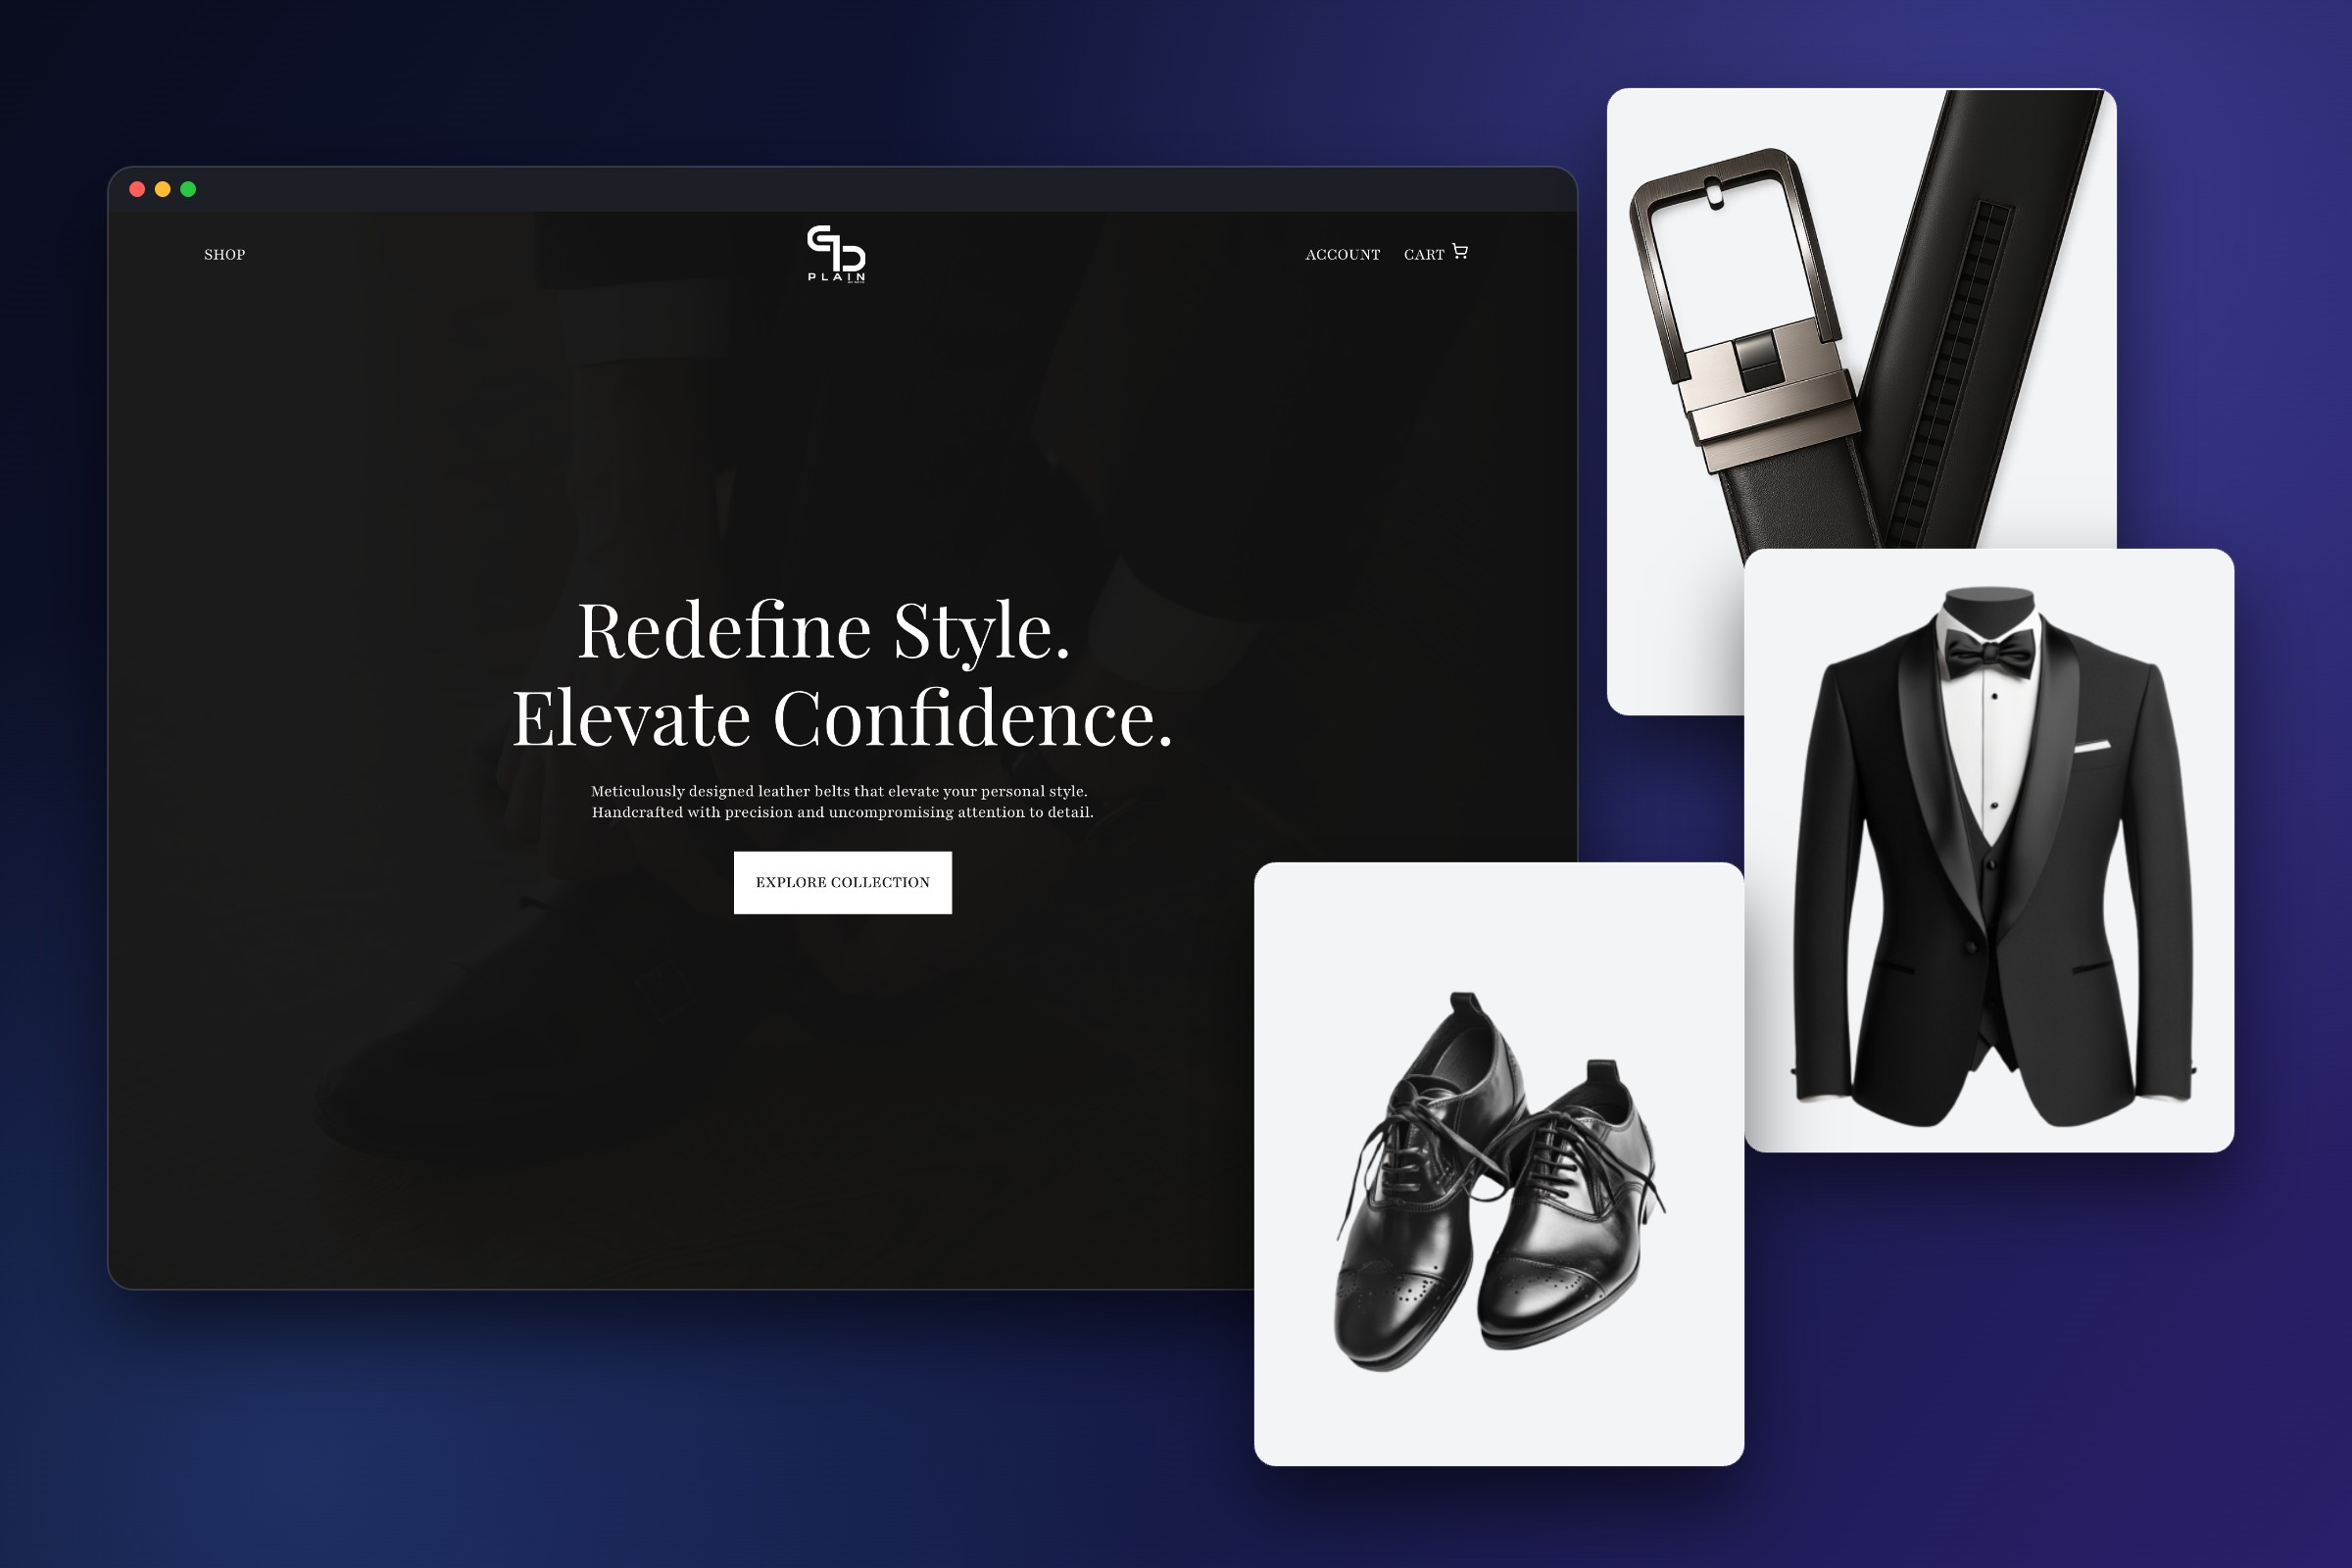 SHOP
PLAIN
ACCOUNT
CART
Redefine Style.
Elevate Confidence.
Meticulously designed leather belts that elevate your personal style.
Handcrafted with precision and uncompromising attention to detail.
EXPLORE COLLECTION